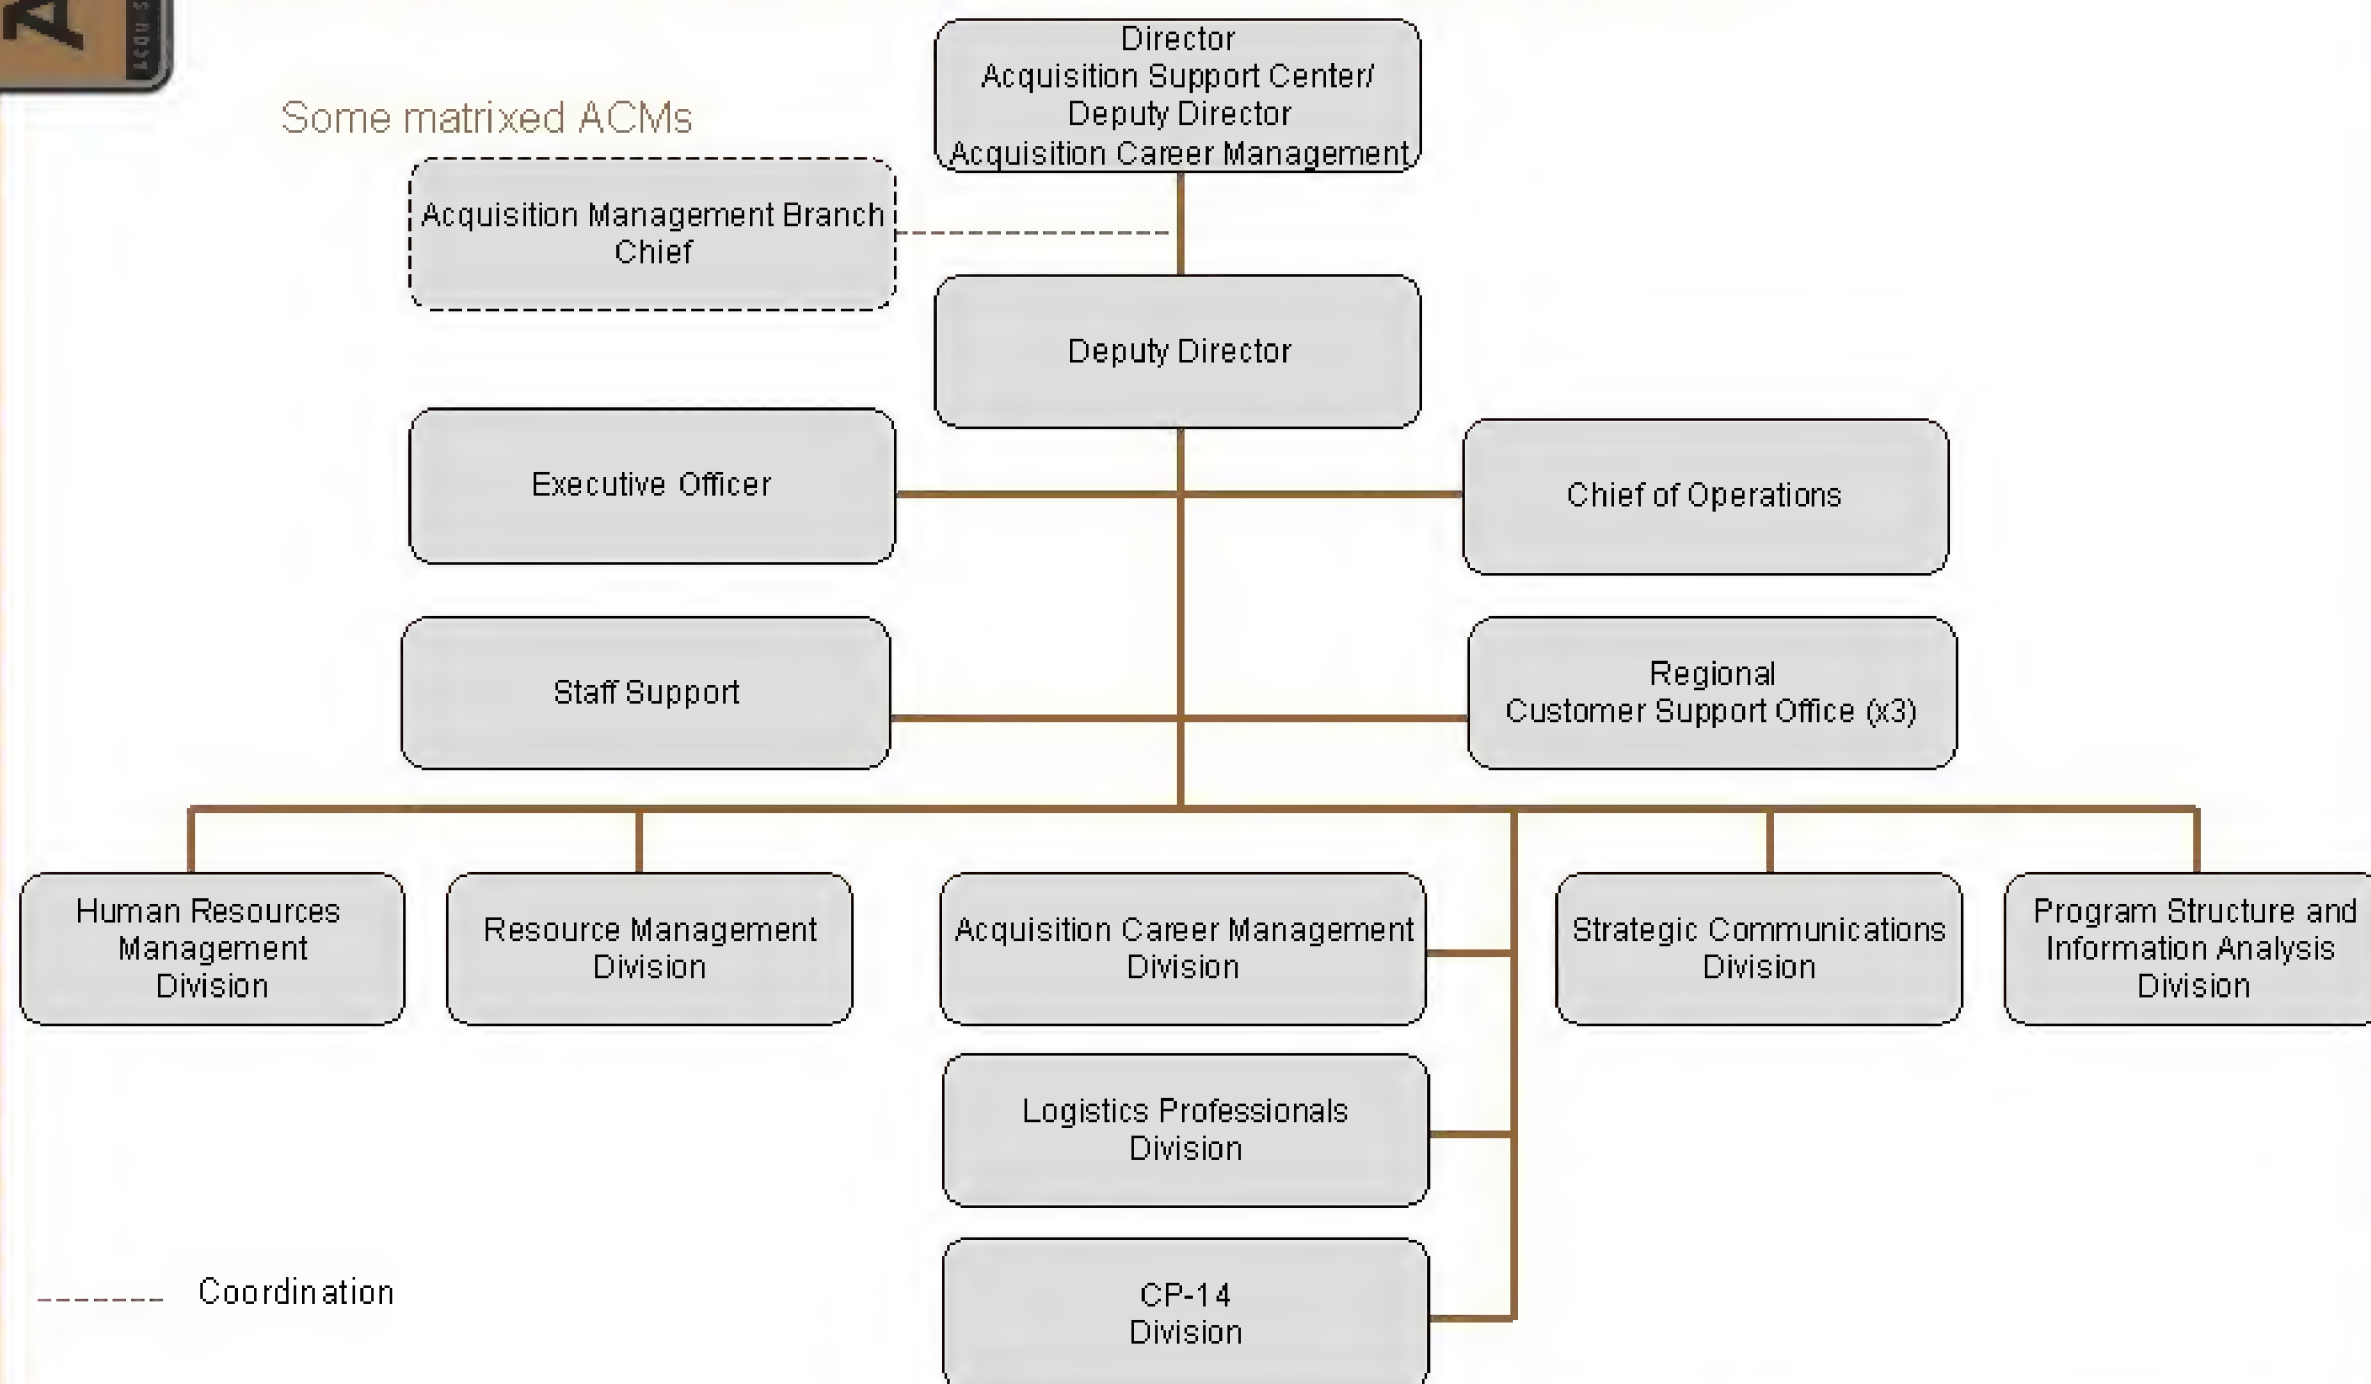 Director
Acquisition Support Center/
Deputy Director
Acquisition Career Management
Some matrixed ACMs
Acquisition Management Branch
Chief
Deputy Director
Executive Officer
Chief of Operations
Staff Support
Regional
Customer Support Office (x3)
Human Resources
Management
Division
Resource Management
Division
Acquisition Career Management
Division
Strategic Communications
Division
Program Structure and
Information Analysis
Division
Logistics Professionals
Division
CP-14
Division
Coordination